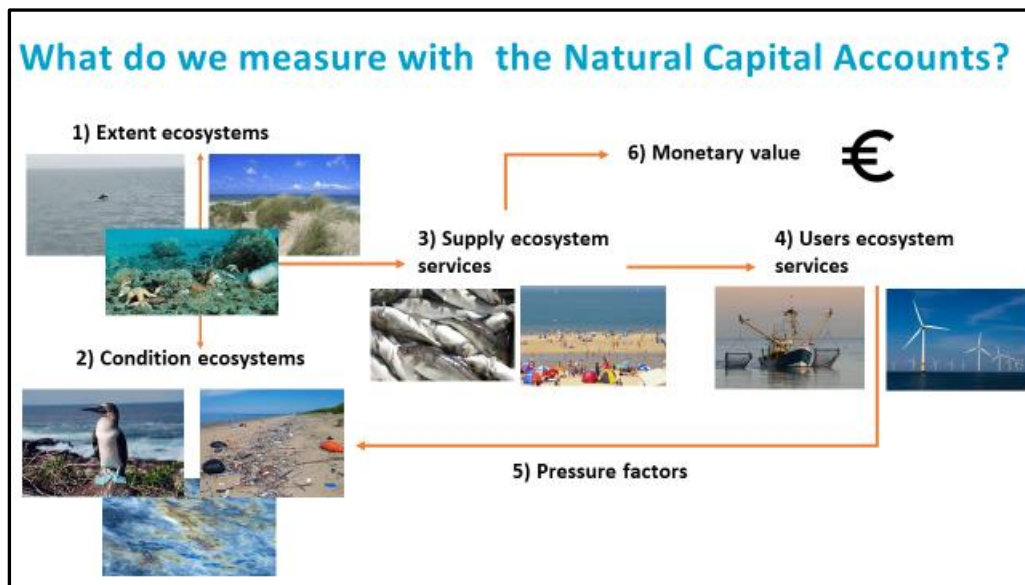 What do we measure with the Natural Capital Accounts?
1) Extent ecosystems
6) Monetary value €
3) Supply ecosystem
services
4) Users ecosystem
services
2) Condition ecosystems
5) Pressure factors